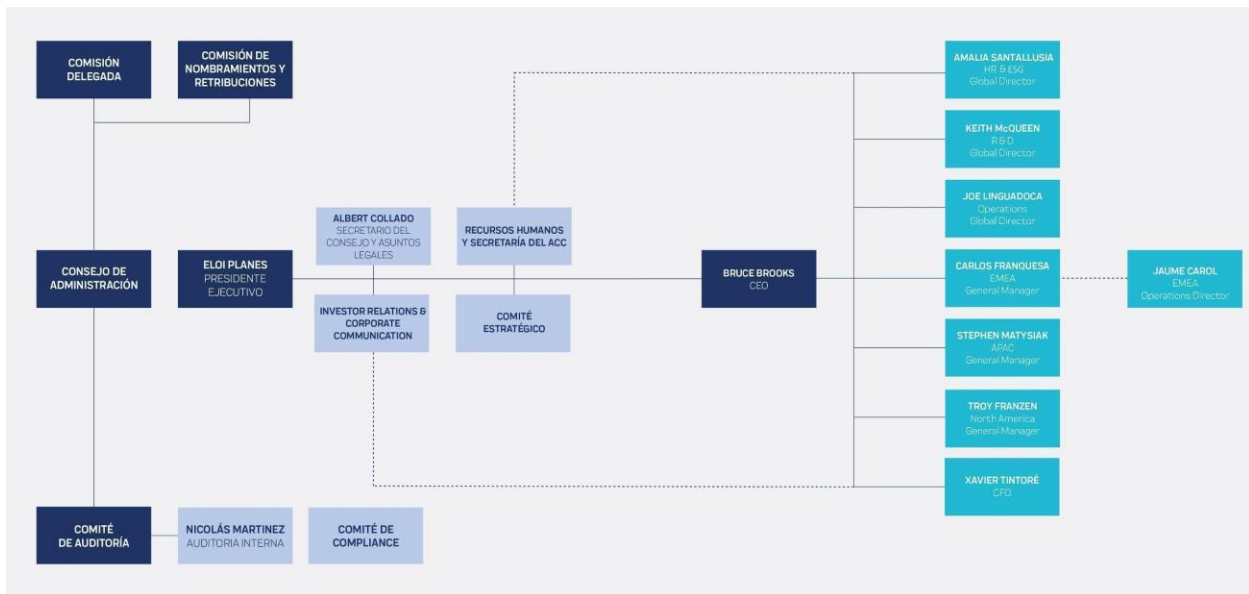 COMISIÓN
DELEGADA
COMISIÓN DE
NOMBRAMIENTOS Y
RETRIBUCIONES
CONSEJO DE
ADMINISTRACIÓN
ELOI PLANES
PRESIDENTE
EJECUTIVO
ALBERT COLLADO
SECRETARIO DEL
CONSEJO Y ASUNTOS
LEGALES
RECURSOS HUMANOS
Y SECRETARÍA DEL ACC
INVESTOR RELATIONS &
CORPORATE
COMMUNICATION
COMITÉ
ESTRATÉGICO
BRUCE BROOKS
CEO
AMALIA SANTALLUSIA
HR & ESG
Global Director
KEITH McQUEEN
R & D
Global Director
JOE LINGUADOCA
Operations
Global Director
CARLOS FRANQUESA
EMEA
General Manager
JAUME CAROL
EMEA
Operations Director
STEPHEN MATYSIAK
APAC
General Manager
TROY FRANZEN
North America
General Manager
XAVIER TINTORÉ
CFO
COMITÉ
DE AUDITORÍA
NICOLÁS MARTINEZ
AUDITORIA INTERNA
COMITÉ DE
COMPLIANCE